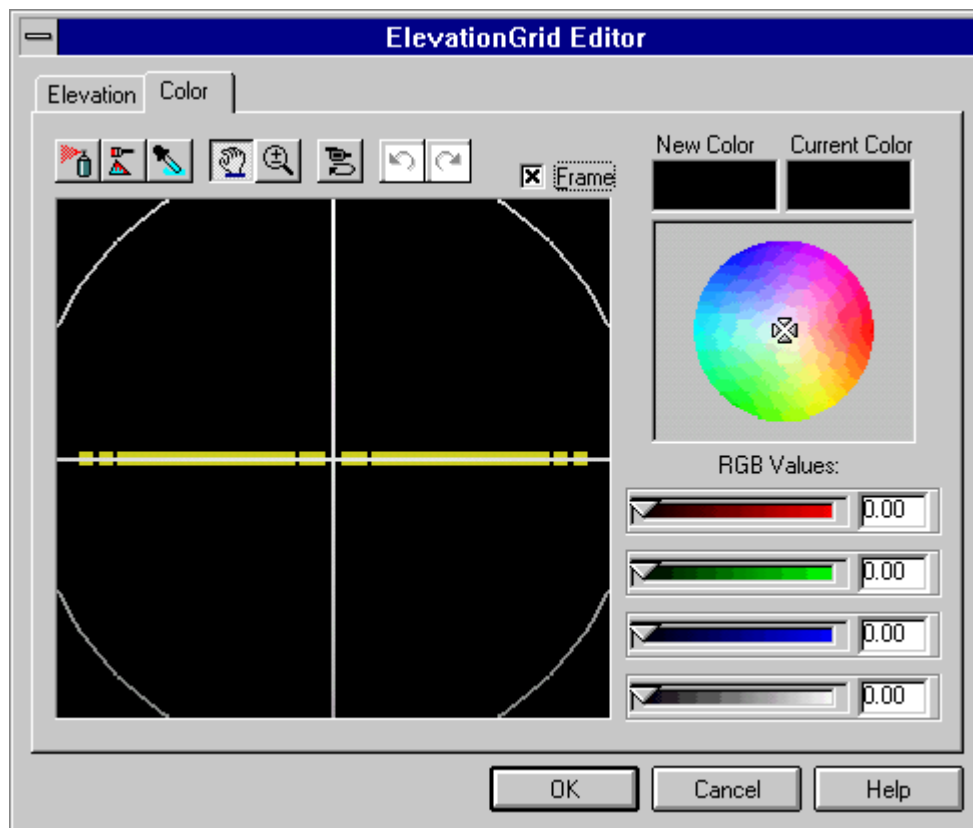 ElevationGrid Editor
Elevation
Color
Frame
New Color
Current Color
RGB Values:
0.00
0.00
0.00
0.00
OK
Cancel
Help